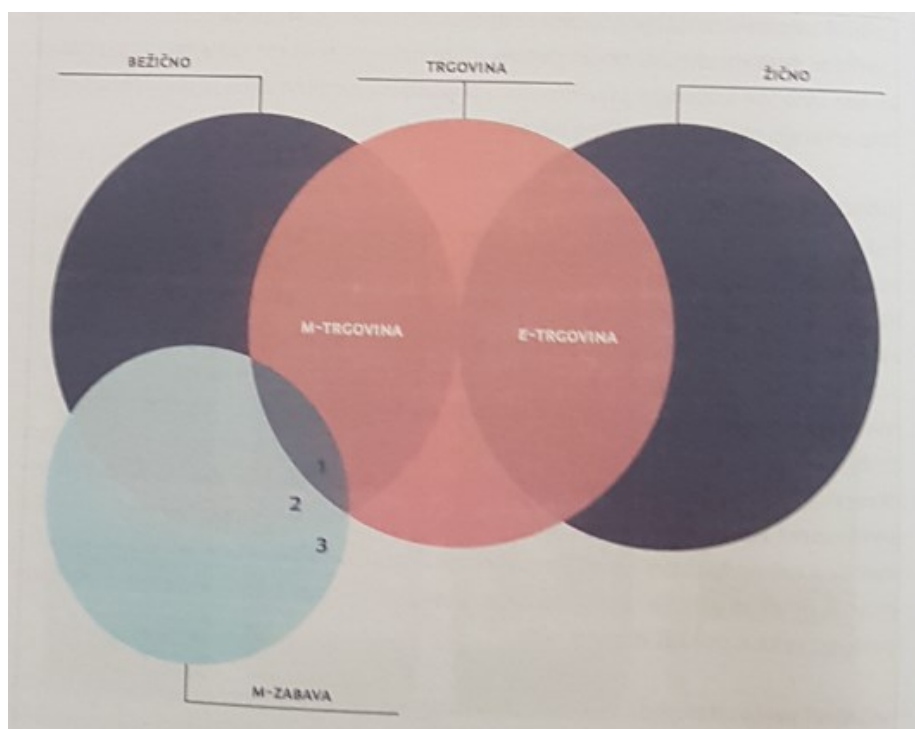 BEŽIČNO
TRGOVINA
ŽIČNO
M-TRGOVINA
E-TRGOVINA
1
2
3
M-ZABAVA